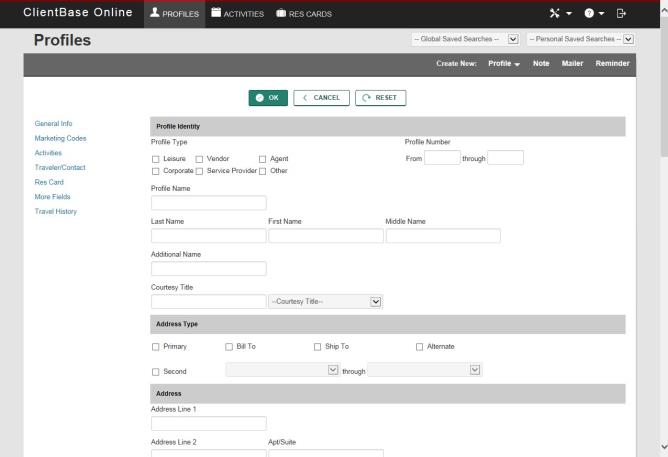 ClientBase Online PROFILES ACTIVITIES RES CARDS
Profiles -- Global Saved Searches -- -- Personal Saved Searches --
Create New: Profile Note Mailer Reminder
OK CANCEL RESET
General Info
Marketing Codes
Activities
Traveler/Contact
Res Card
More Fields
Travel History
Profile Identity
Profile Type Profile Number
Leisure Vendor Agent From through
Corporate Service Provider Other
Profile Name
Last Name First Name Middle Name
Additional Name
Courtesy Title
--Courtesy Title--
Address Type
Primary Bill To Ship To Alternate
Second through
Address
Address Line 1
Address Line 2 Apt/Suite